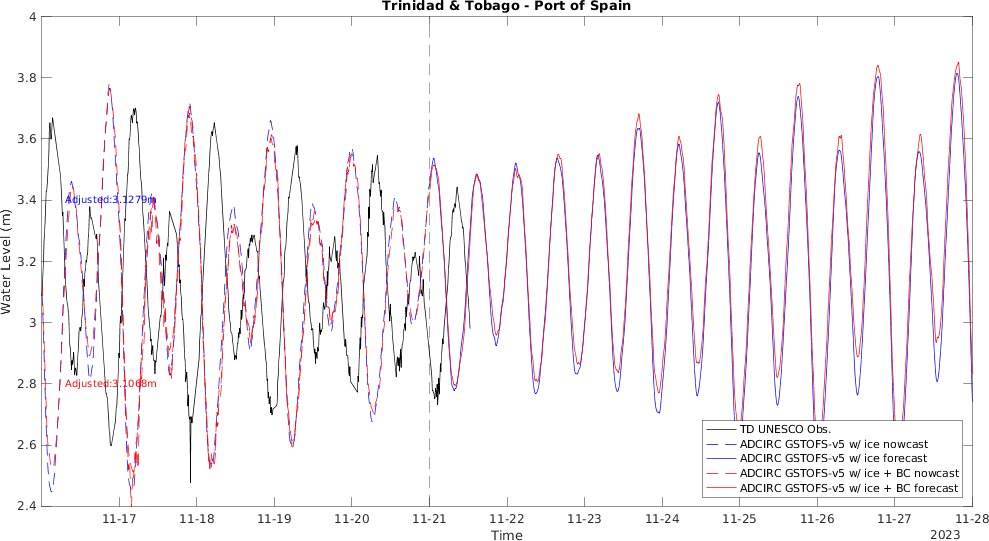 Trinidad & Tobago - Port of Spain
4
3.8
3.6
3.4
3.2
3
2.8
2.6
2.4
Water Level (m)
Adjusted:3.1279m
Adjusted:3.1068m
TD UNESCO Obs.
ADCIRC GSTOFS-v5 w/ ice nowcast
ADCIRC GSTOFS-v5 w/ ice forecast
ADCIRC GSTOFS-v5 w/ ice + BC nowcast
ADCIRC GSTOFS-v5 w/ ice + BC forecast
11-17 11-18 11-19 11-20 11-21 11-22 11-23 11-24 11-25 11-26 11-27 11-28
Time
2023